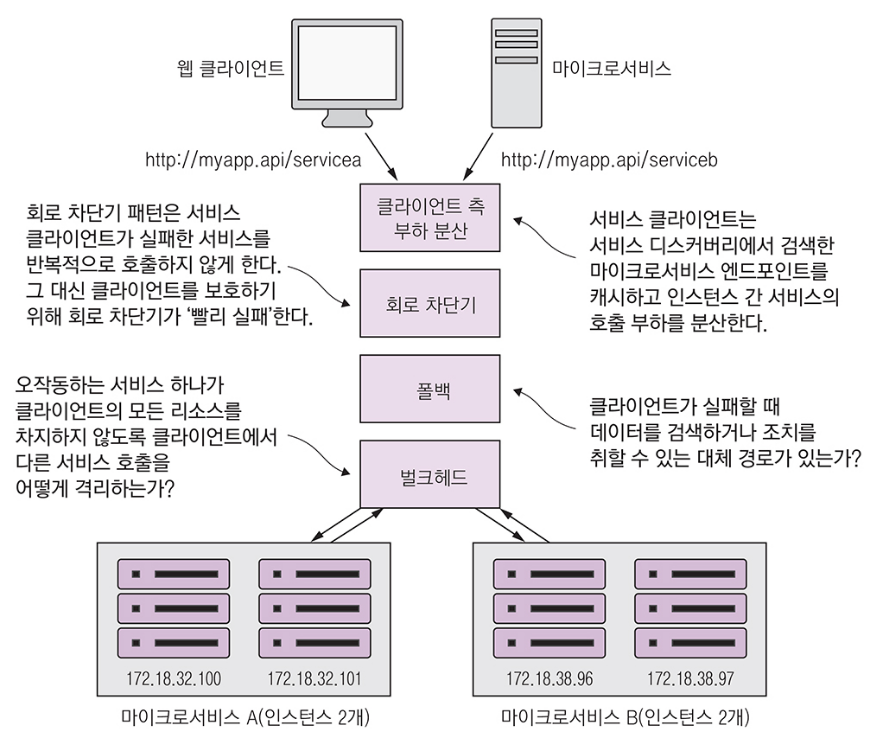 웹 클라이언트
마이크로서비스
http://myapp.api/servicea
http://myapp.api/serviceb
클라이언트 측
부하 분산
회로 차단기 패턴은 서비스
클라이언트가 실패한 서비스를
반복적으로 호출하지 않게 한다.
그 대신 클라이언트를 보호하기
위해 회로 차단기가 ‘빨리 실패’한다.
서비스 클라이언트는
서비스 디스커버리에서 검색한
마이크로서비스 엔드포인트를
캐시하고 인스턴스 간 서비스의
호출 부하를 분산한다.
회로 차단기
폴백
오작동하는 서비스 하나가
클라이언트의 모든 리소스를
차지하지 않도록 클라이언트에서
다른 서비스 호출을
어떻게 격리하는가?
클라이언트가 실패할 때
데이터를 검색하거나 조치를
취할 수 있는 대체 경로가 있는가?
벌크헤드
172.18.32.100
172.18.32.101
172.18.38.96
172.18.38.97
마이크로서비스 A(인스턴스 2개)
마이크로서비스 B(인스턴스 2개)